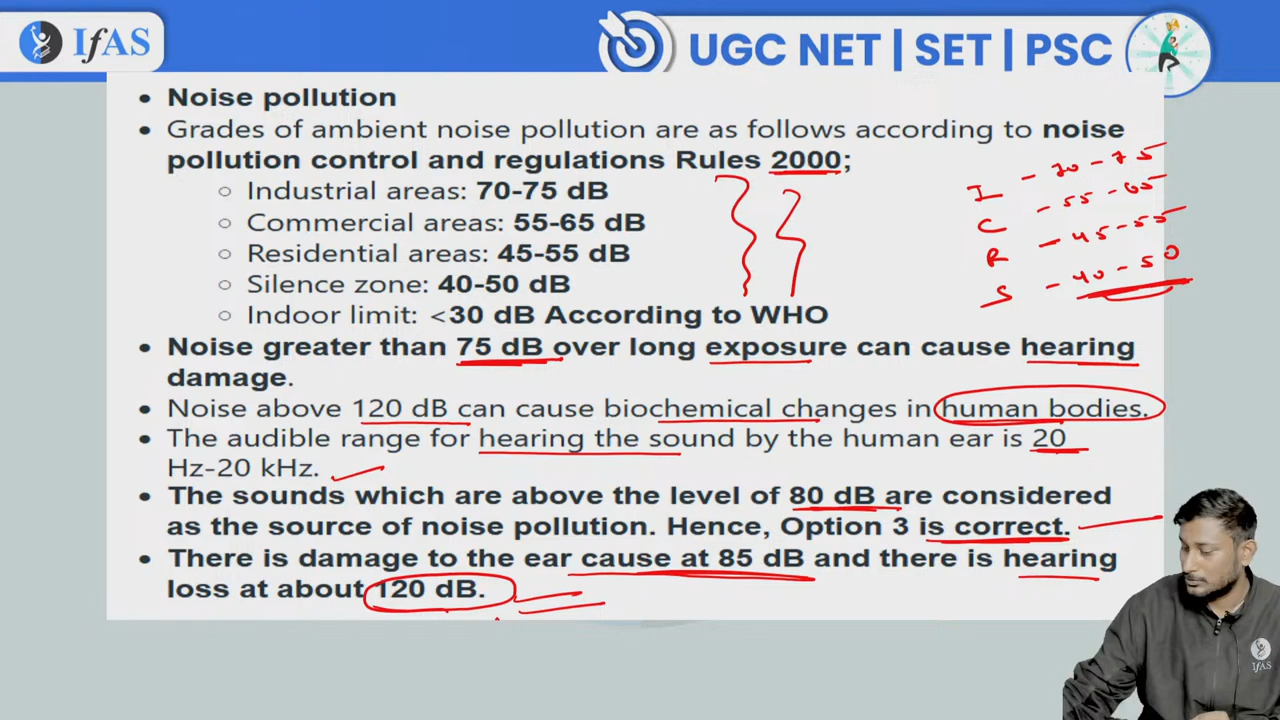 IfAS
UGC NET | SET | PSC
• Noise pollution
• Grades of ambient noise pollution are as follows according to noise
pollution control and regulations Rules 2000;
○ Industrial areas: 70-75 dB
○ Commercial areas: 55-65 dB
○ Residential areas: 45-55 dB
○ Silence zone: 40-50 dB
○ Indoor limit: <30 dB According to WHO
I - 70-75
C - 55-65
R - 45-55
S - 40-50
• Noise greater than 75 dB over long exposure can cause hearing
damage.
• Noise above 120 dB can cause biochemical changes in human bodies.
• The audible range for hearing the sound by the human ear is 20
Hz-20 kHz.
• The sounds which are above the level of 80 dB are considered
as the source of noise pollution. Hence, Option 3 is correct.
• There is damage to the ear cause at 85 dB and there is hearing
loss at about 120 dB.
IfAS